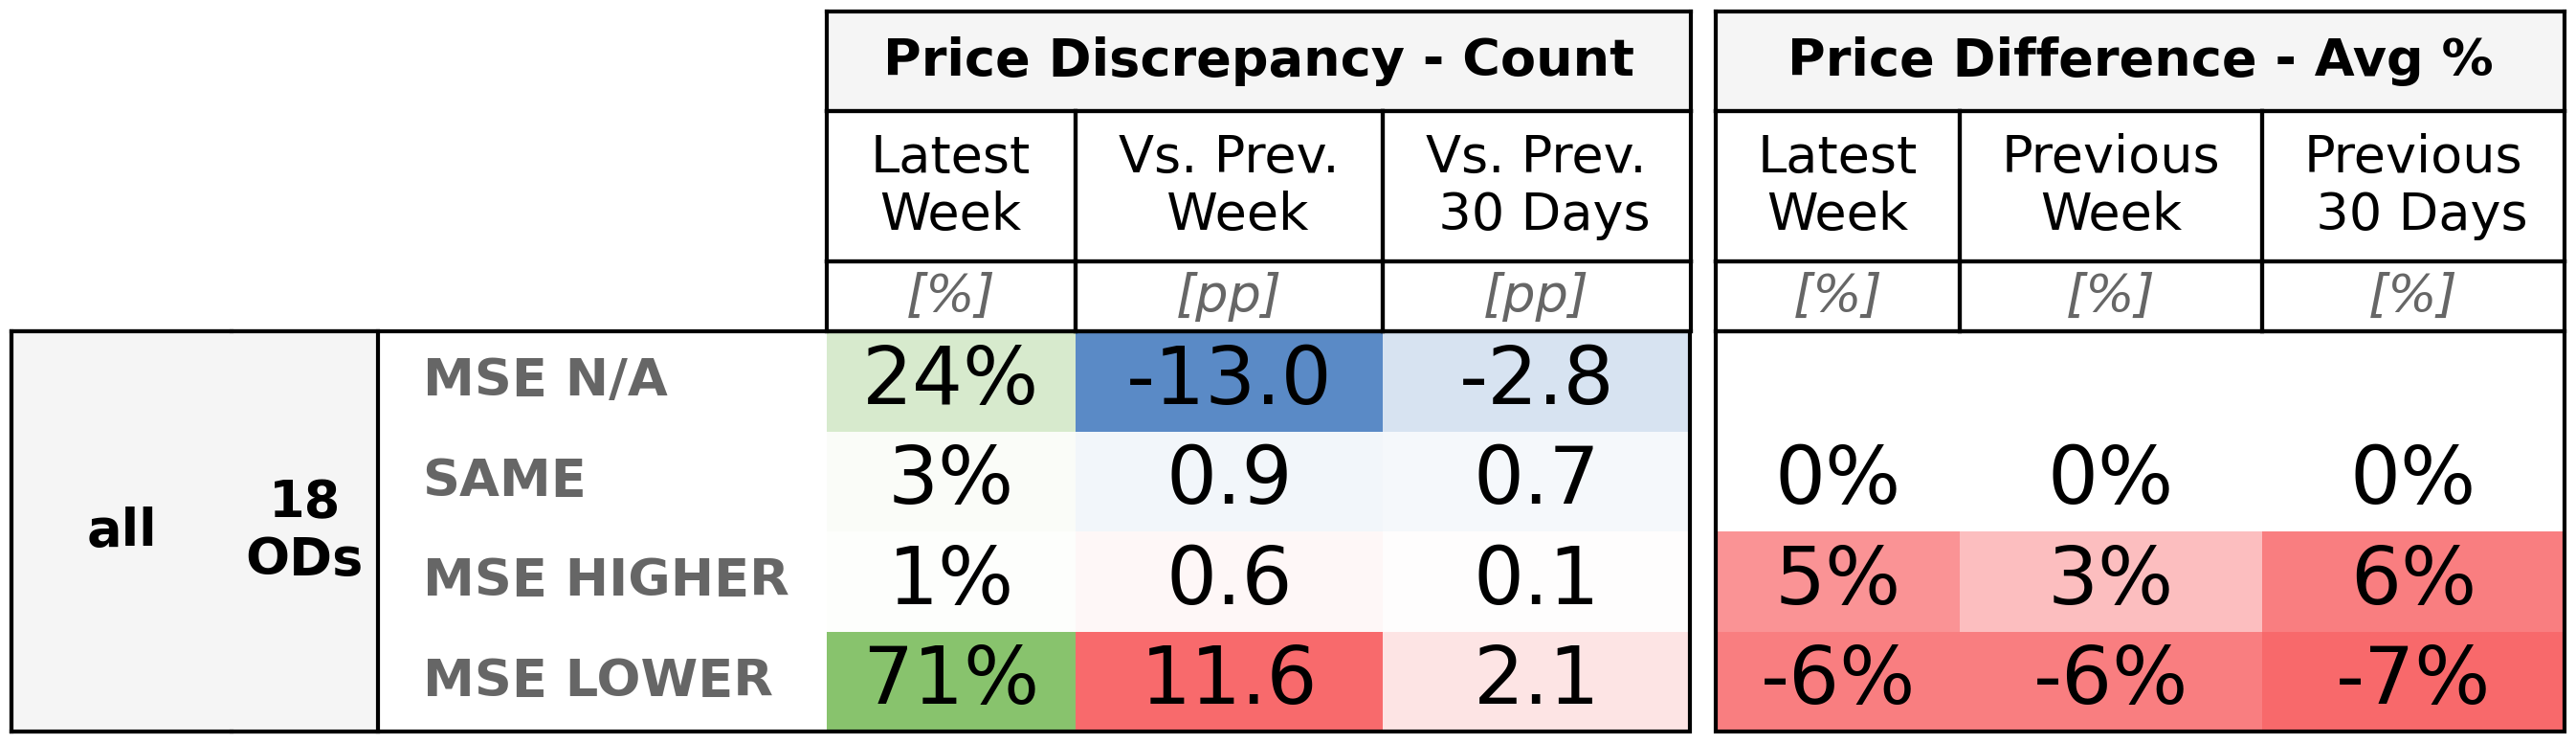 Price Discrepancy - Count Price Difference - Avg %
Latest Week Vs. Prev. Week Vs. Prev. 30 Days Latest Week Previous Week Previous 30 Days
[%] [pp] [pp] [%] [%] [%]
all 18 ODs
MSE N/A 24% -13.0 -2.8
SAME 3% 0.9 0.7 0% 0% 0%
MSE HIGHER 1% 0.6 0.1 5% 3% 6%
MSE LOWER 71% 11.6 2.1 -6% -6% -7%